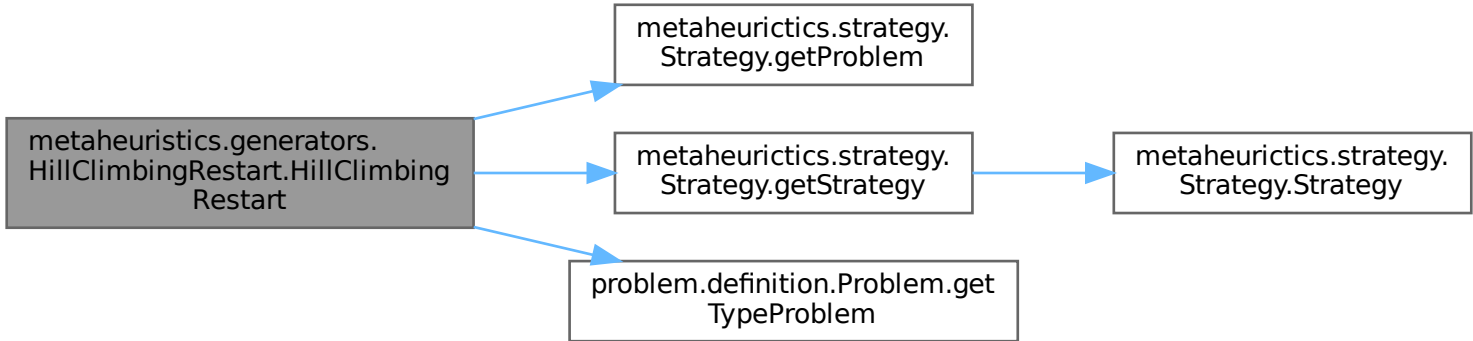 metaheurictics.strategy.
Strategy.getProblem
metaheuristics.generators.
HillClimbingRestart.HillClimbing
Restart
metaheurictics.strategy.
Strategy.getStrategy
metaheurictics.strategy.
Strategy.Strategy
problem.definition.Problem.get
TypeProblem